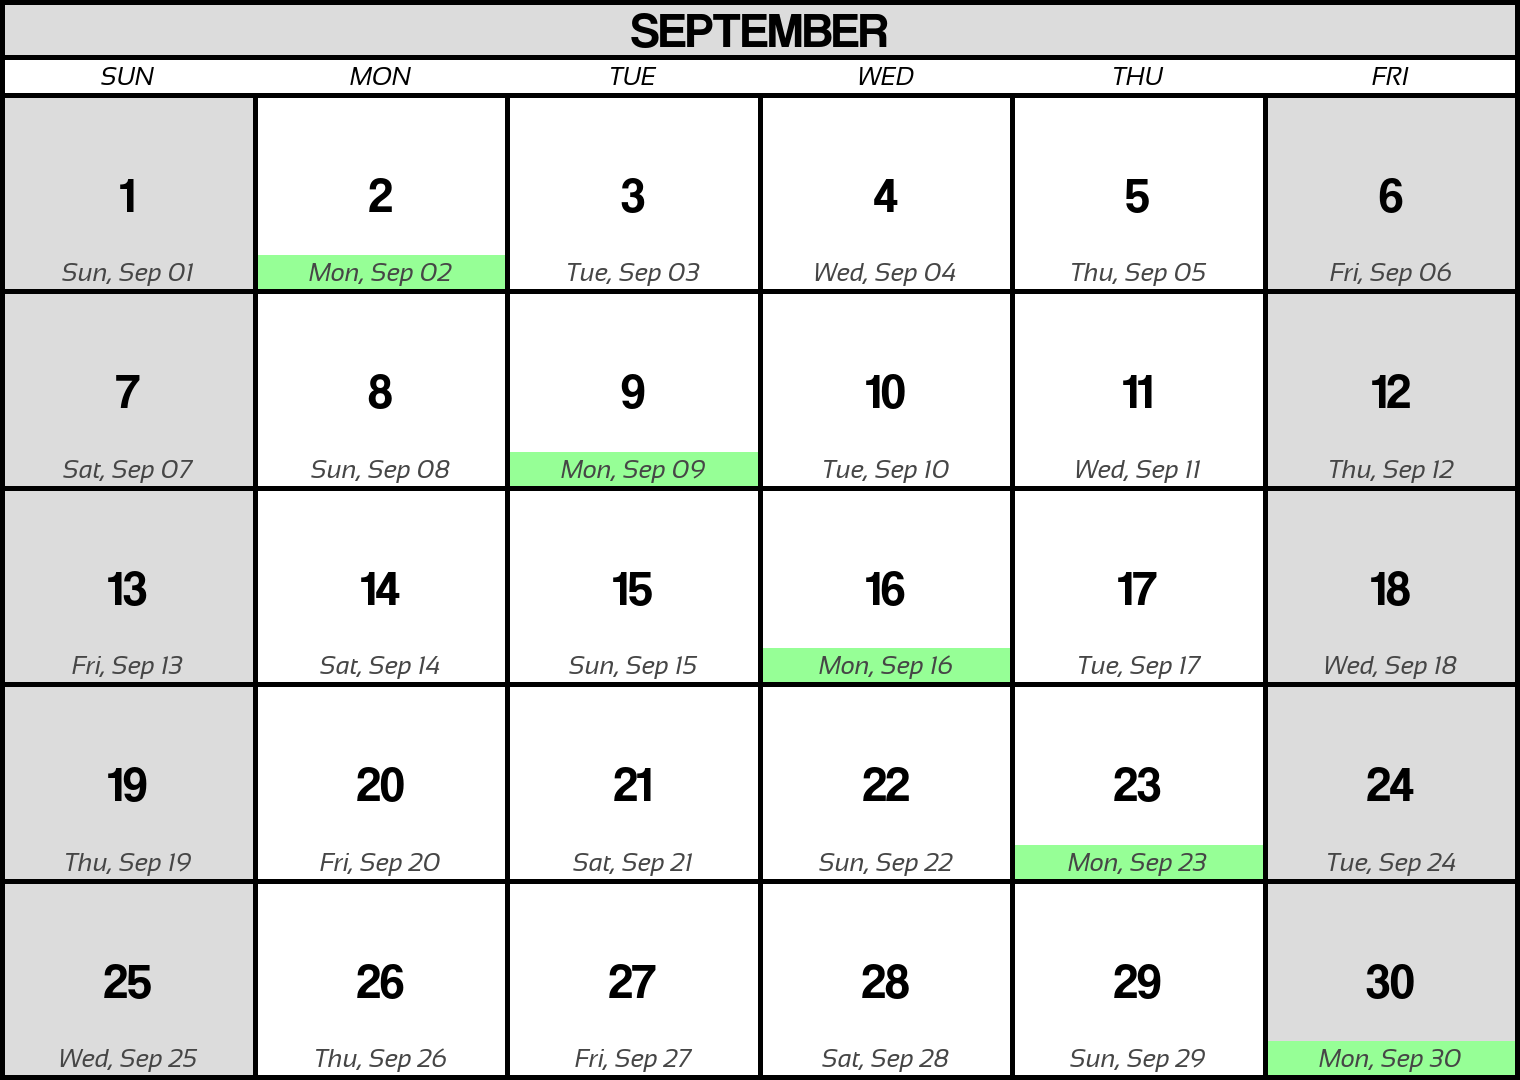 SEPTEMBER
SUN MON TUE WED THU FRI
1 2 3 4 5 6
Sun, Sep 01 Mon, Sep 02 Tue, Sep 03 Wed, Sep 04 Thu, Sep 05 Fri, Sep 06
7 8 9 10 11 12
Sat, Sep 07 Sun, Sep 08 Mon, Sep 09 Tue, Sep 10 Wed, Sep 11 Thu, Sep 12
13 14 15 16 17 18
Fri, Sep 13 Sat, Sep 14 Sun, Sep 15 Mon, Sep 16 Tue, Sep 17 Wed, Sep 18
19 20 21 22 23 24
Thu, Sep 19 Fri, Sep 20 Sat, Sep 21 Sun, Sep 22 Mon, Sep 23 Tue, Sep 24
25 26 27 28 29 30
Wed, Sep 25 Thu, Sep 26 Fri, Sep 27 Sat, Sep 28 Sun, Sep 29 Mon, Sep 30